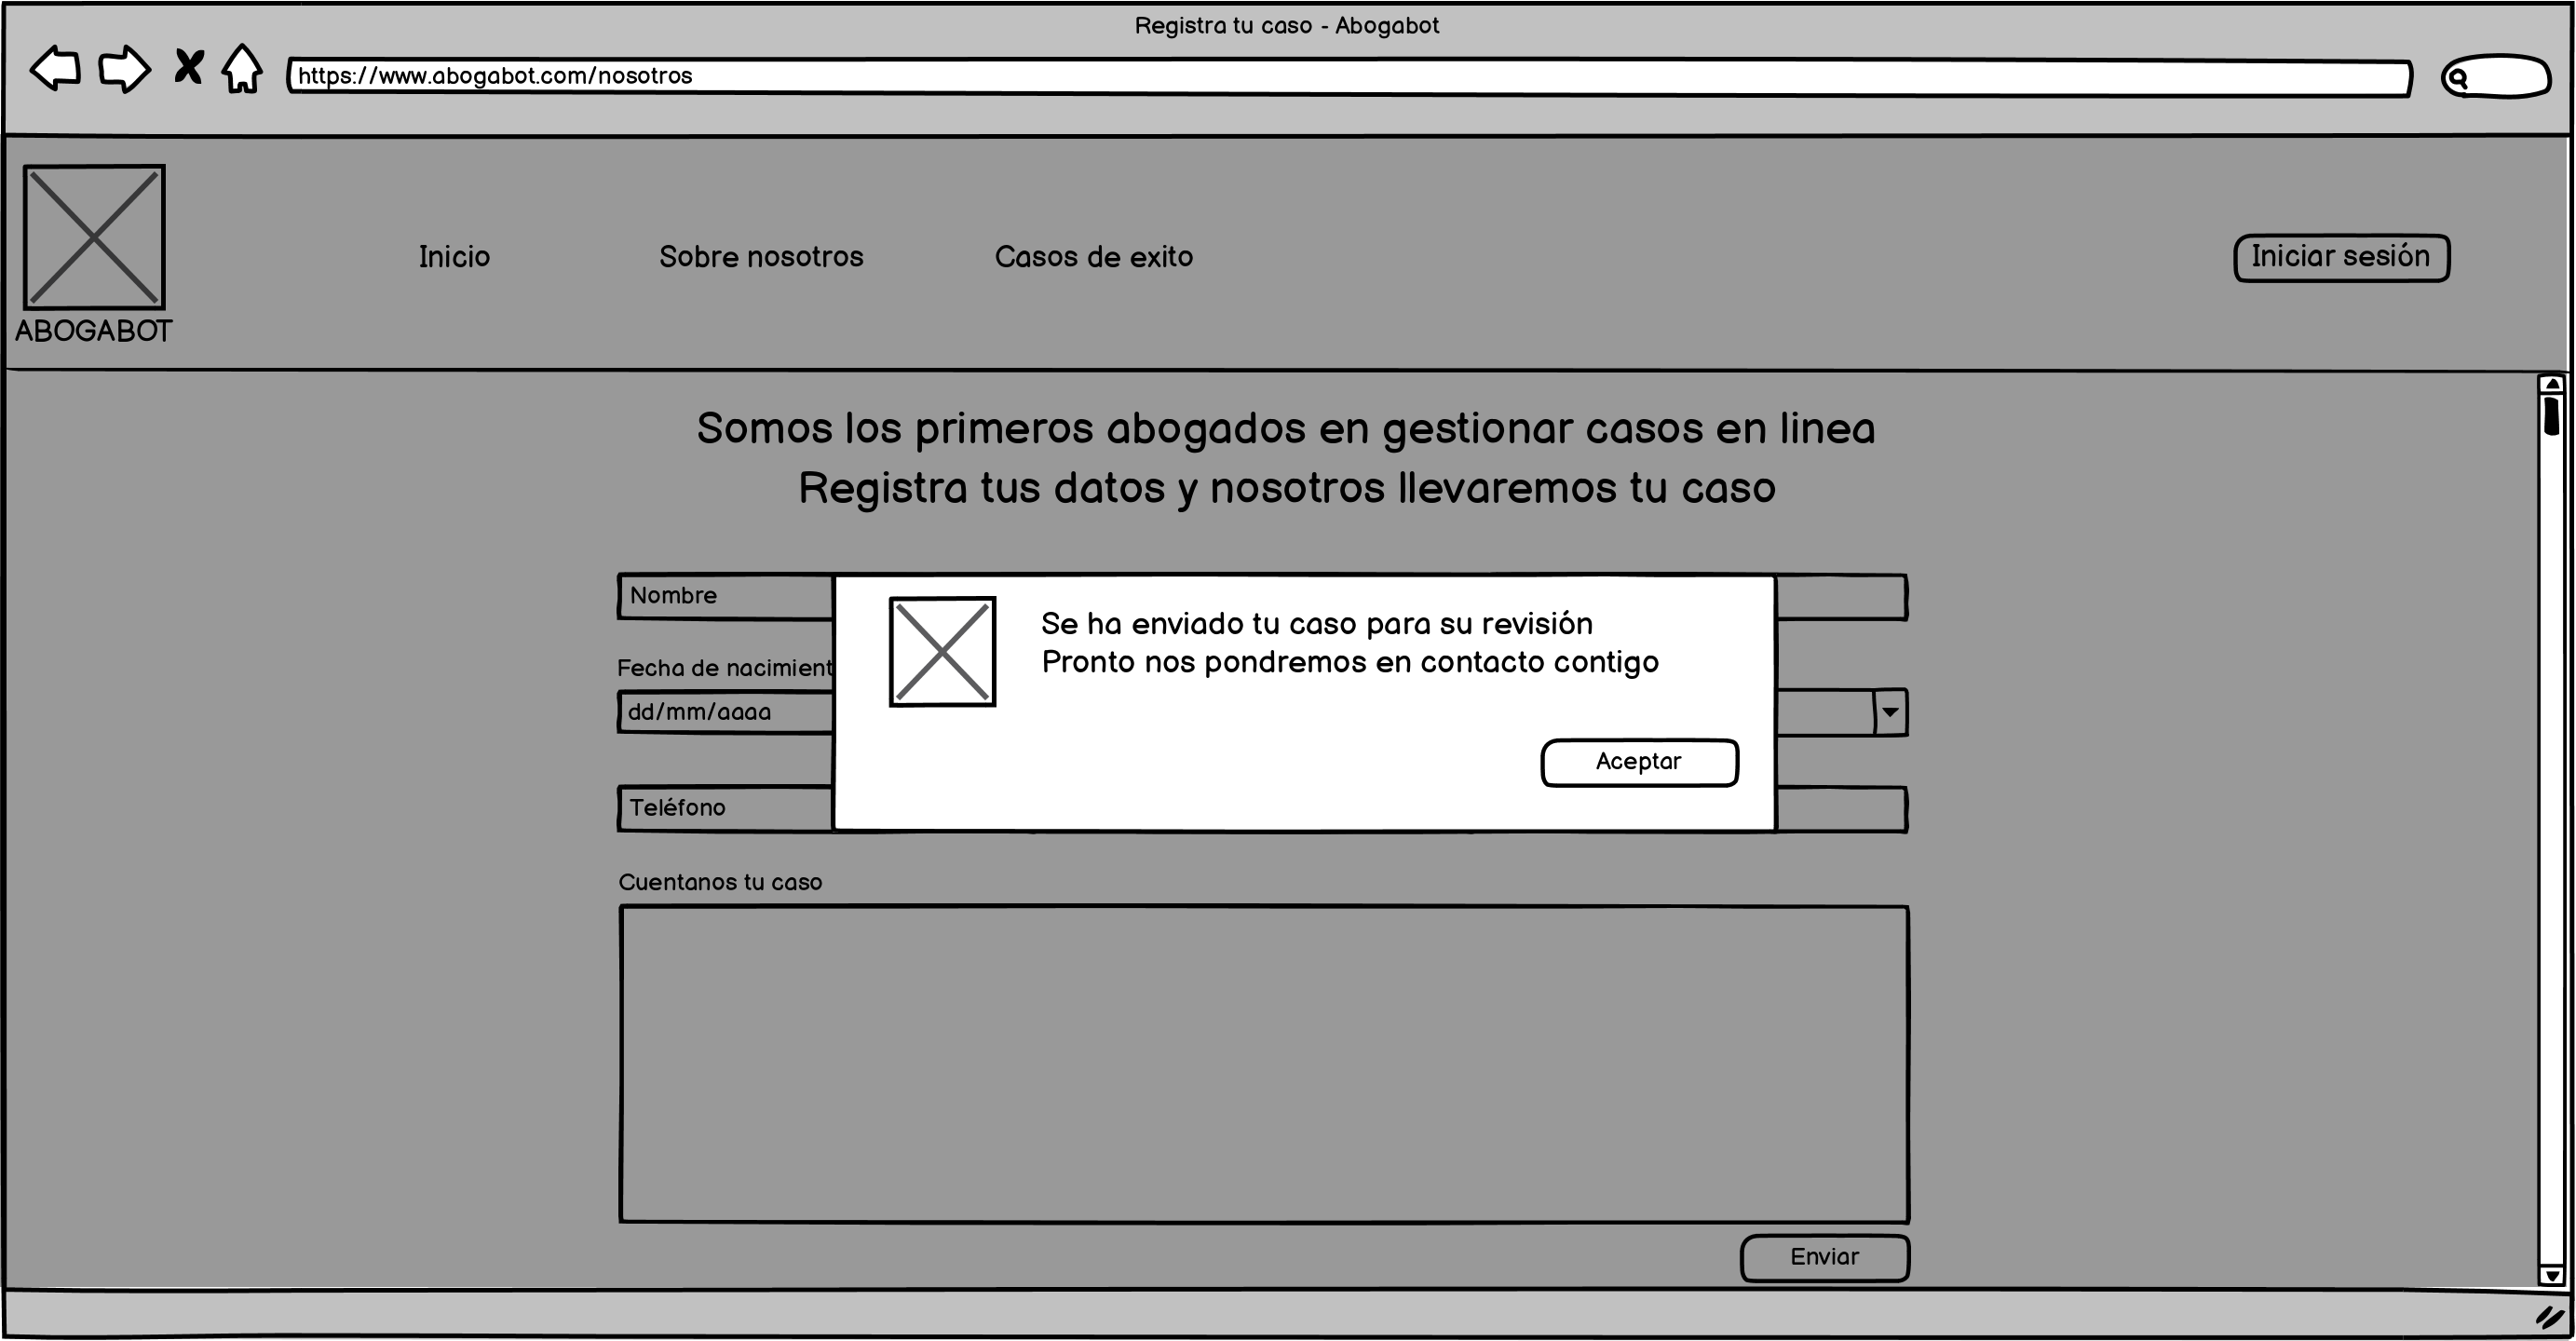 Registra tu caso - Abogabot
https://www.abogabot.com/nosotros
Inicio
Sobre nosotros
Casos de exito
Iniciar sesión
ABOGABOT
Somos los primeros abogados en gestionar casos en linea
Registra tus datos y nosotros llevaremos tu caso
Nombre
Se ha enviado tu caso para su revisión
Pronto nos pondremos en contacto contigo
Fecha de nacimient
dd/mm/aaaa
Aceptar
Teléfono
Cuentanos tu caso
Enviar